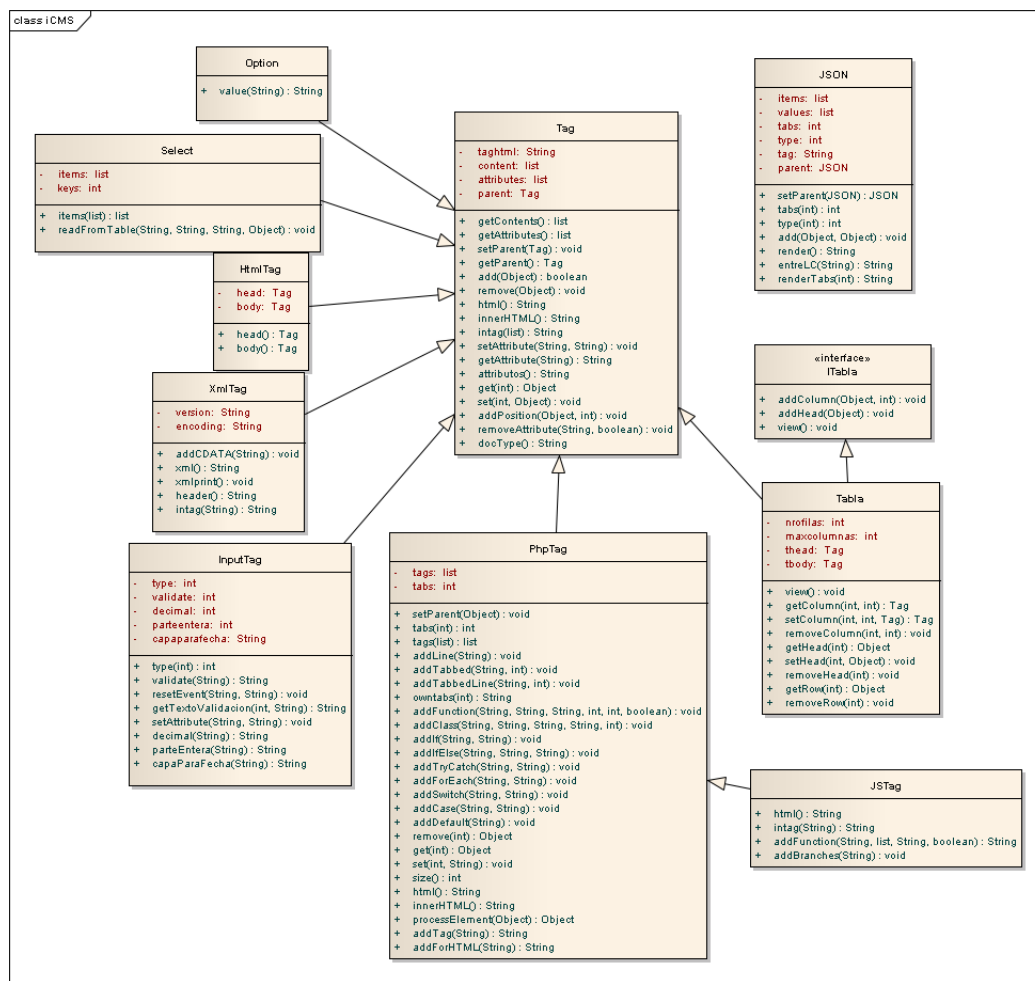 class iCMS
Option
+ value(String) : String
Select
- items: list
- keys: int
+ items(list) : list
+ readFromTable(String, String, String, Object) : void
HtmlTag
- head: Tag
- body: Tag
+ head() : Tag
+ body() : Tag
XmlTag
- version: String
- encoding: String
+ addCDATA(String) : void
+ xml() : String
+ xmlprint() : void
+ header() : String
+ intag(String) : String
InputTag
- type: int
- validate: int
- decimal: int
- parteentera: int
- capaparafecha: String
+ type(int) : int
+ validate(String) : String
+ resetEvent(String, String) : void
+ getTextoValidacion(int, String) : String
+ setAttribute(String, String) : void
+ decimal(String) : String
+ parteEntera(String) : String
+ capaParaFecha(String) : String
Tag
- taghtml: String
- content: list
- attributes: list
- parent: Tag
+ getContents() : list
+ getAttributes() : list
+ setParent(Tag) : void
+ getParent() : Tag
+ add(Object) : boolean
+ remove(Object) : void
+ html() : String
+ innerHTML() : String
+ intag(list) : String
+ setAttribute(String, String) : void
+ getAttribute(String) : String
+ attributos() : String
+ get(int) : Object
+ set(int, Object) : void
+ addPosition(Object, int) : void
+ removeAttribute(String, boolean) : void
+ docType() : String
PhpTag
- tags: list
- tabs: int
+ setParent(Object) : void
+ tabs(int) : int
+ tags(list) : list
+ addLine(String) : void
+ addTabbed(String, int) : void
+ addTabbedLine(String, int) : void
+ owntabs(int) : String
+ addFunction(String, String, String, int, int, boolean) : void
+ addClass(String, String, String, String, int) : void
+ addIf(String, String) : void
+ addIfElse(String, String, String) : void
+ addTryCatch(String, String) : void
+ addForEach(String, String) : void
+ addSwitch(String, String) : void
+ addCase(String, String) : void
+ addDefault(String) : void
+ remove(int) : Object
+ get(int) : Object
+ set(int, String) : void
+ size() : int
+ html() : String
+ innerHTML() : String
+ processElement(Object) : Object
+ addTag(String) : String
+ addForHTML(String) : String
JSON
- items: list
- values: list
- tabs: int
- type: int
- tag: String
- parent: JSON
+ setParent(JSON) : JSON
+ tabs(int) : int
+ type(int) : int
+ add(Object, Object) : void
+ render() : String
+ entreLC(String) : String
+ renderTabs(int) : String
«interface»
ITabla
+ addColumn(Object, int) : void
+ addHead(Object) : void
+ view() : void
Tabla
- nrofilas: int
- maxcolumnas: int
- thead: Tag
- tbody: Tag
+ view() : void
+ getColumn(int, int) : Tag
+ setColumn(int, int, Tag) : Tag
+ removeColumn(int, int) : void
+ getHead(int) : Object
+ setHead(int, Object) : void
+ removeHead(int) : void
+ getRow(int) : Object
+ removeRow(int) : void
JSTag
+ html() : String
+ intag(String) : String
+ addFunction(String, list, String, boolean) : String
+ addBranches(String) : void